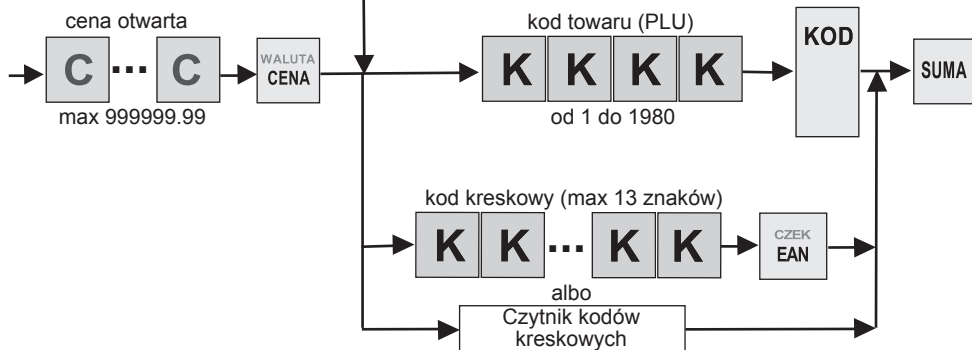 cena otwarta
C ... C
WALUTA
CENA
max 999999.99
kod towaru (PLU)
K K K K
od 1 do 1980
KOD
SUMA
kod kreskowy (max 13 znaków)
K K ... K K
CZEK
EAN
albo
Czytnik kodów
kreskowych